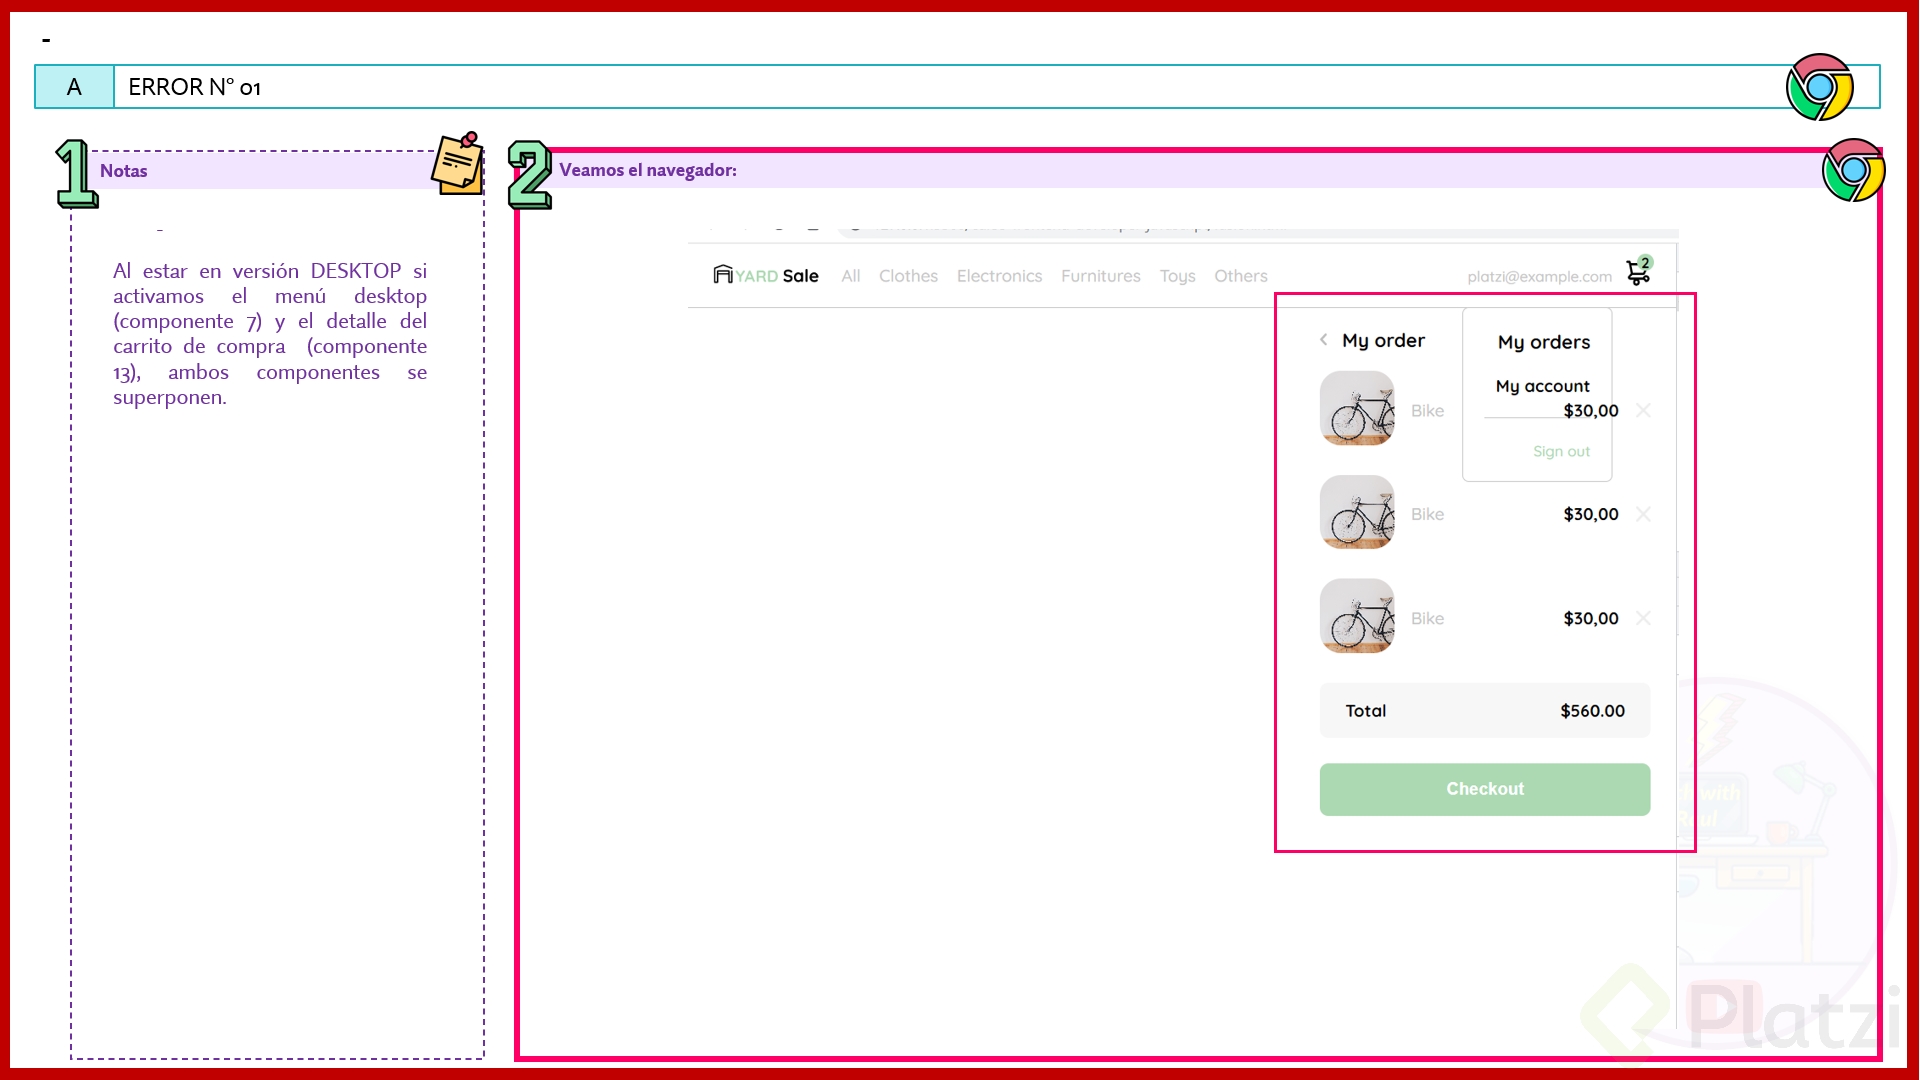 -
A
ERROR N° 01
1
Notas
Al estar en versión DESKTOP si
activamos el menú desktop
(componente 7) y el detalle del
carrito de compra (componente
13), ambos componentes se
superponen.
2
Veamos el navegador:
YARD Sale All Clothes Electronics Furnitures Toys Others platzi@example.com 2
My order
My orders
My account
Bike $30,00
Sign out
Bike $30,00
Bike $30,00
Total $560.00
Checkout
with
Platzi